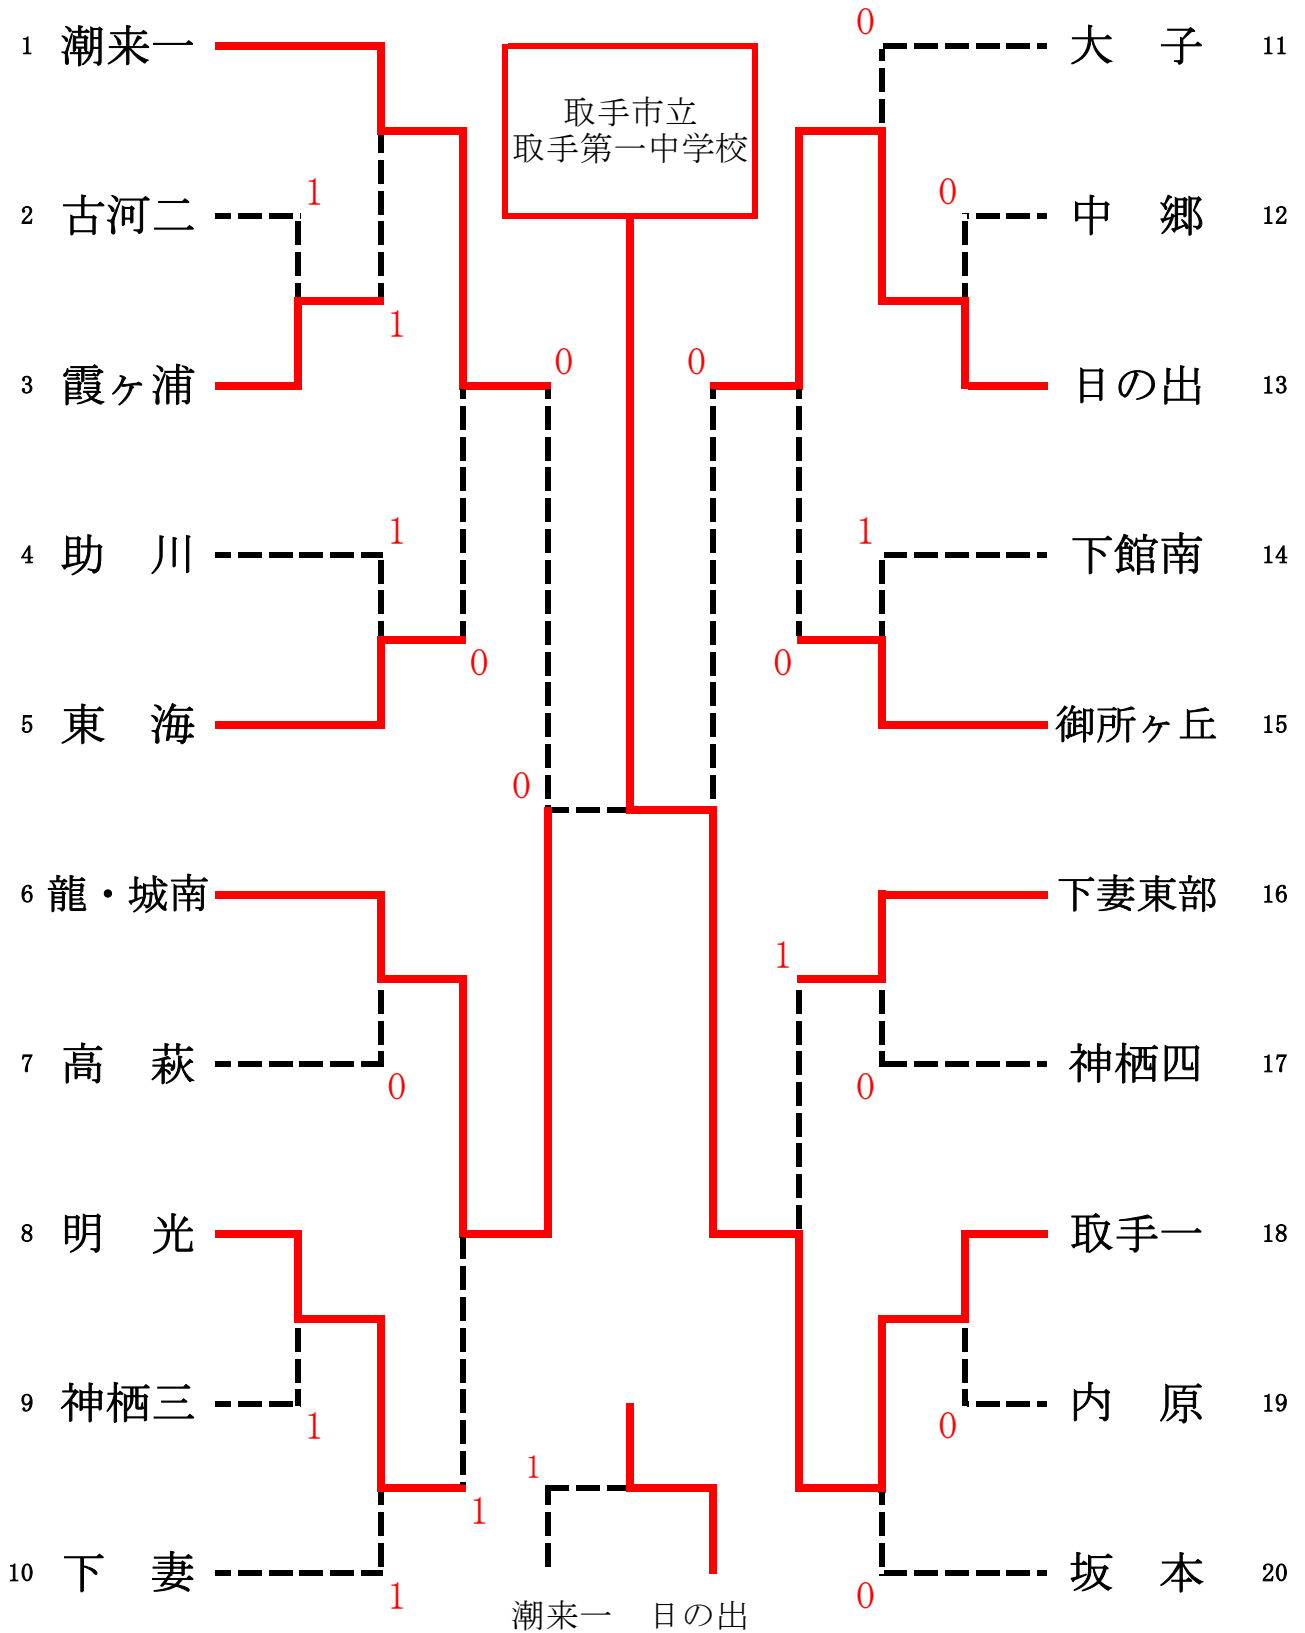 1 潮来一
2 古河二
3 霞ヶ浦
4 助　川
5 東　海
6 龍・城南
7 高　萩
8 明　光
9 神栖三
10 下　妻
1
1
1
0
0
0
0
1
1
1
取手市立
取手第一中学校
1
潮来一　日の出
0
0
0
1
0
1
0
0
0
大　子 11
中　郷 12
日の出 13
下館南 14
御所ヶ丘 15
下妻東部 16
神栖四 17
取手一 18
内　原 19
坂　本 20